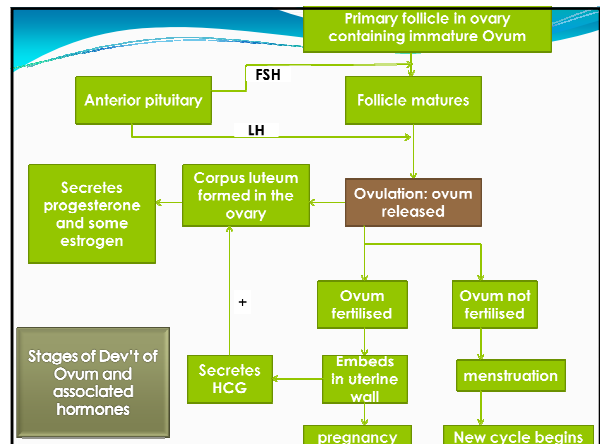 Primary follicle in ovary
containing immature Ovum
FSH
Anterior pituitary
Follicle matures
LH
Secretes
progesterone
and some
estrogen
Corpus luteum
formed in the
ovary
Ovulation: ovum
released
+
Ovum
fertilised
Ovum not
fertilised
Stages of Dev't of
Ovum and
associated
hormones
Secretes
HCG
Embeds
in uterine
wall
menstruation
pregnancy
New cycle begins